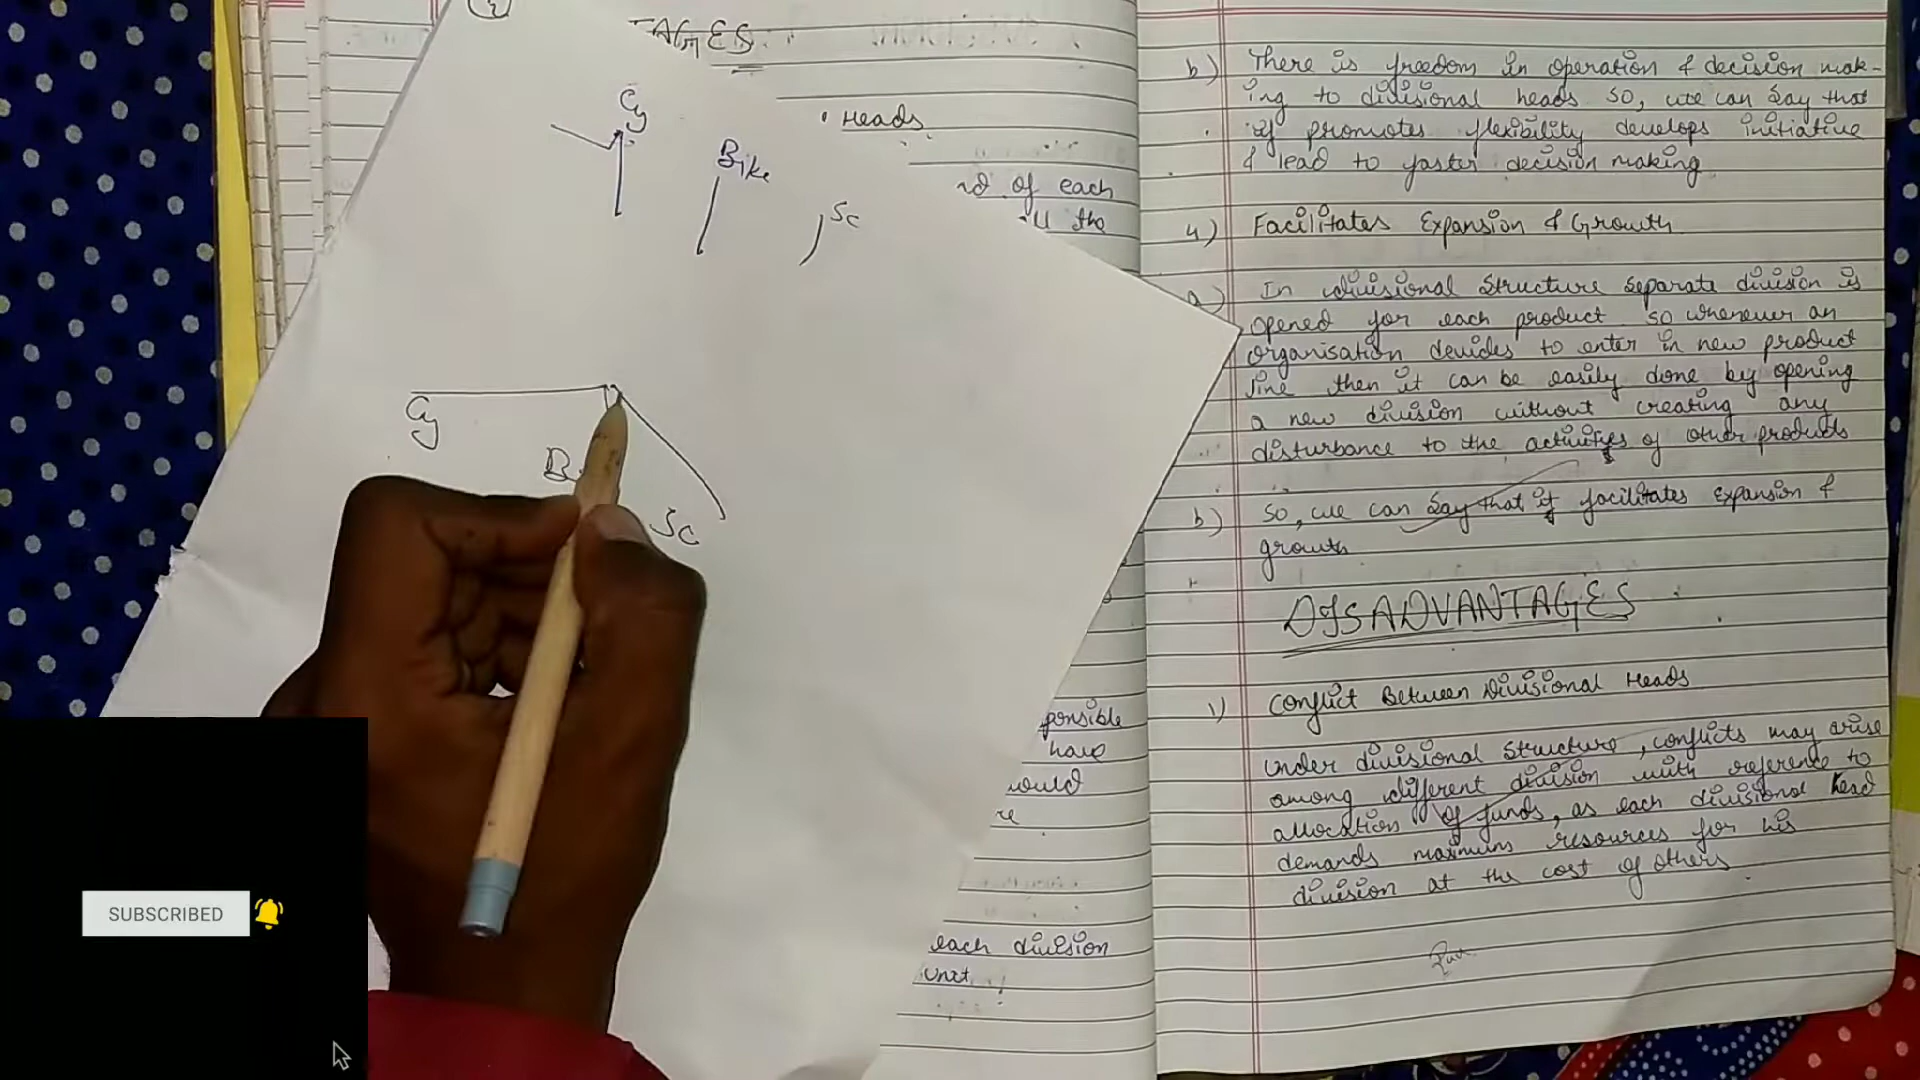 TAGES
Heads
of each
the
ponsible
have
would
re
each division
unit
Cy
Bike
Sc
Cy
B
Sc
b) There is freedom in operation & decision mak-
ing to divisional heads so, we can say that
it promotes flexibility develops initiative
& lead to faster decision making
4) Facilitates Expansion & Growth
a) In divisional structure separate division is
opened for each product so whenever an
organisation decides to enter in new product
line then it can be easily done by opening
a new division without creating any
disturbance to the activities of other products
b) So, we can say that it facilitates expansion &
growth
DISADVANTAGES
1) Conflict Between Divisional Heads
Under divisional structure, conflicts may arise
among different division with reference to
allocation of funds, as each divisional head
demands maximum resources for his
division at the cost of others
SUBSCRIBED